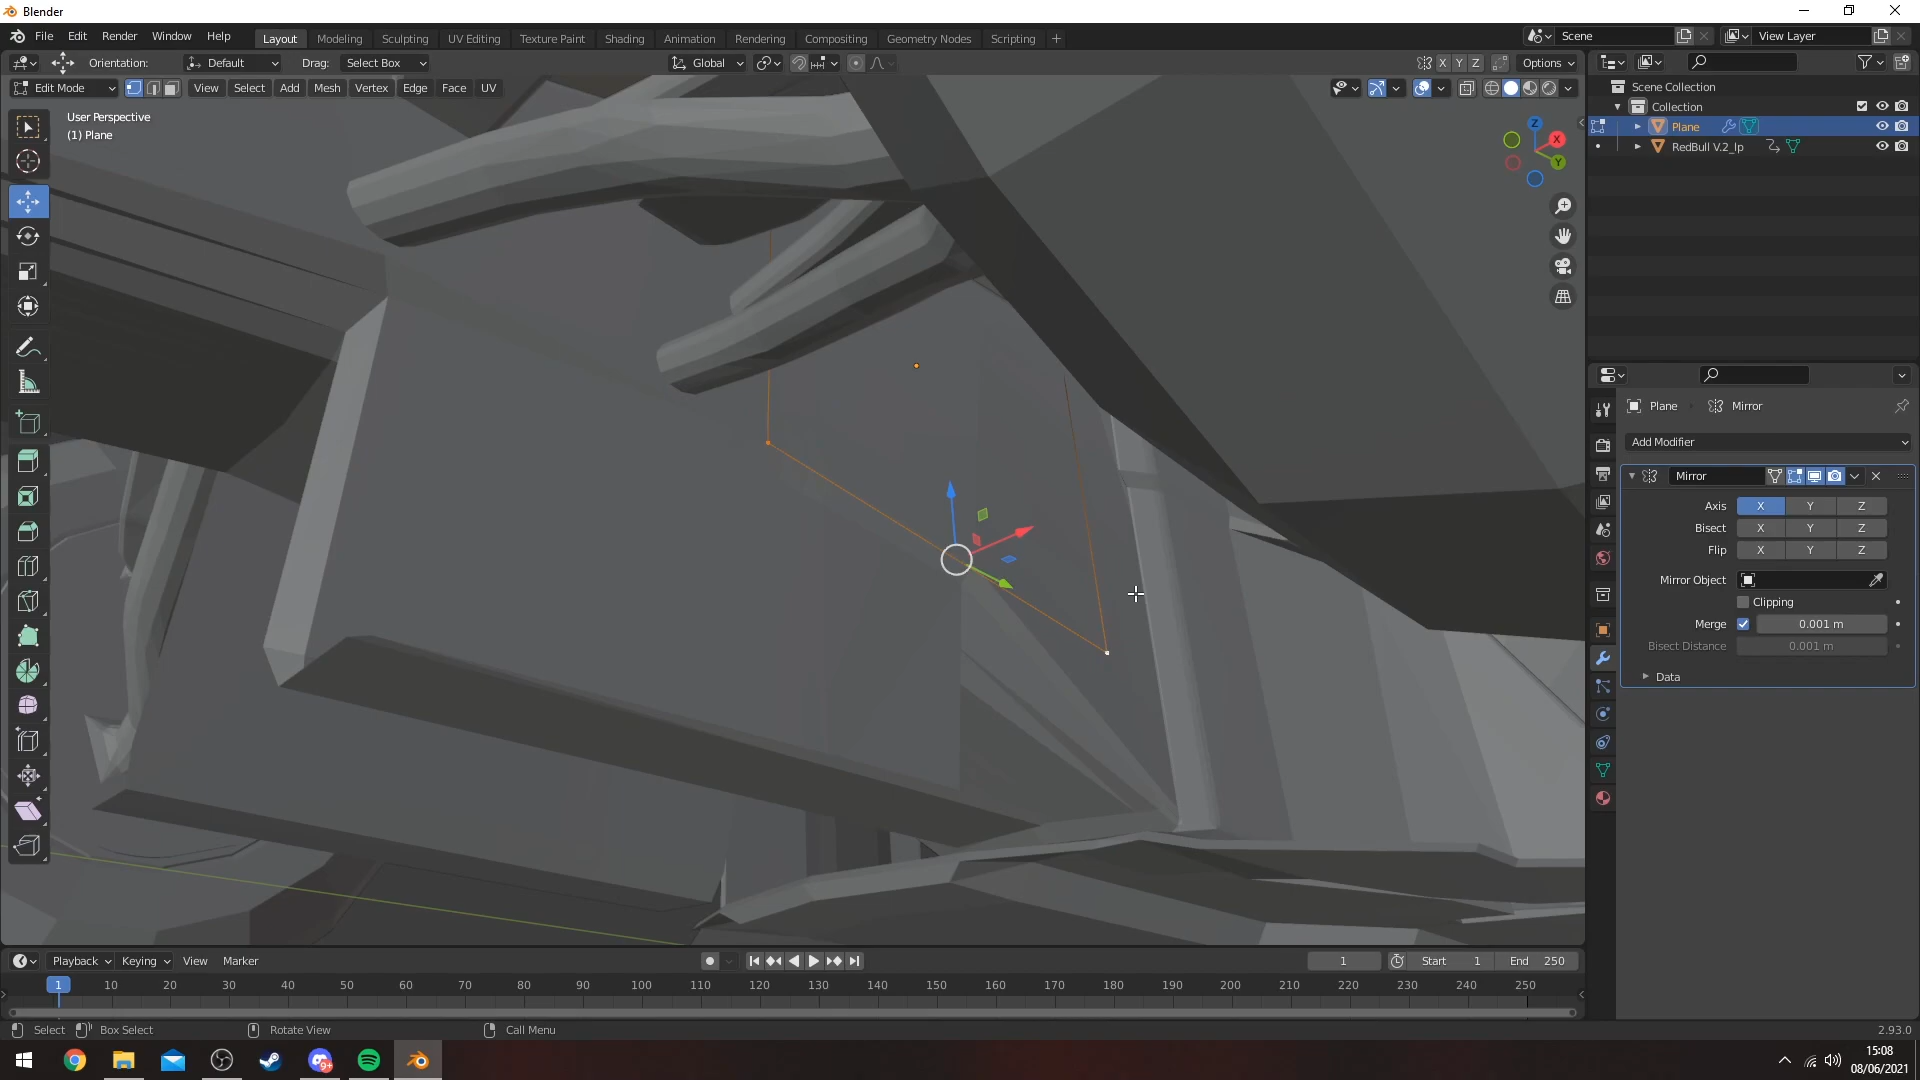 Blender
File Edit Render Window Help Layout Modeling Sculpting UV Editing Texture Paint Shading Animation Rendering Compositing Geometry Nodes Scripting + Scene View Layer
Orientation: Default Drag: Select Box Global X Y Z Options
Edit Mode View Select Add Mesh Vertex Edge Face UV
User Perspective
(1) Plane
Z
X
Y
Scene Collection
Collection
Plane
RedBull V.2_lp
Plane Mirror
Add Modifier
Mirror
Axis X Y Z
Bisect X Y Z
Flip X Y Z
Mirror Object
Clipping
Merge 0.001 m
Bisect Distance 0.001 m
Data
Playback Keying View Marker 1 Start 1 End 250
1 10 20 30 40 50 60 70 80 90 100 110 120 130 140 150 160 170 180 190 200 210 220 230 240 250
Select Box Select Rotate View Call Menu 2.93.0
9+
15:08
08/06/2021